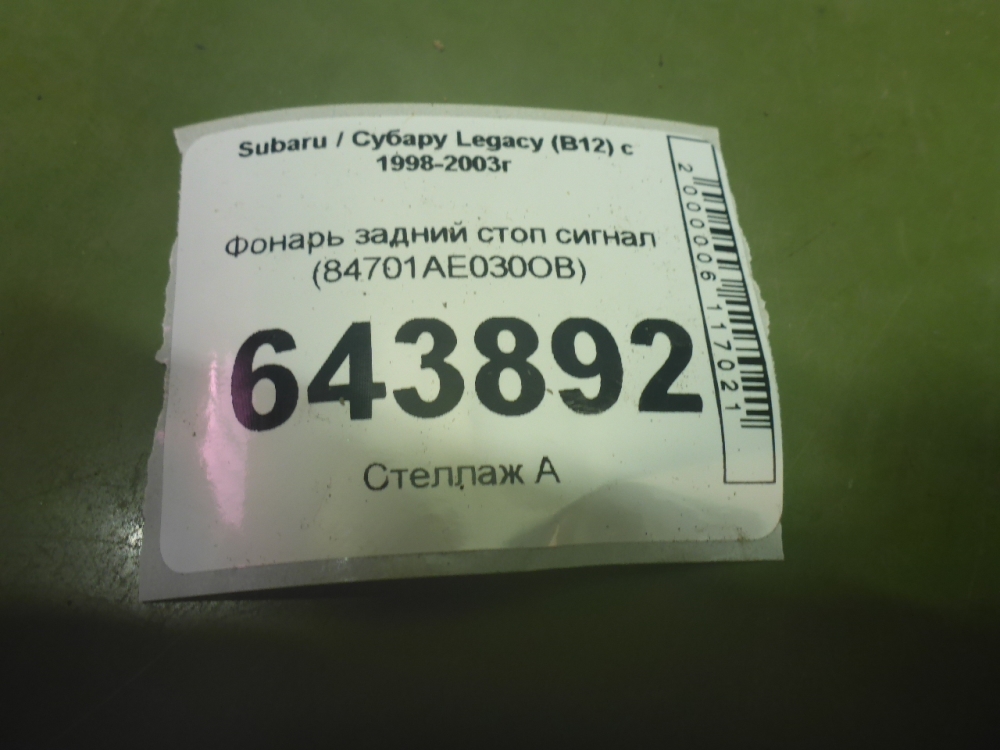 Subaru / Субару Legacy (B12) с
1998-2003г
Фонарь задний стоп сигнал
(84701AE030OB)
643892
Стеллаж А
2000006117021